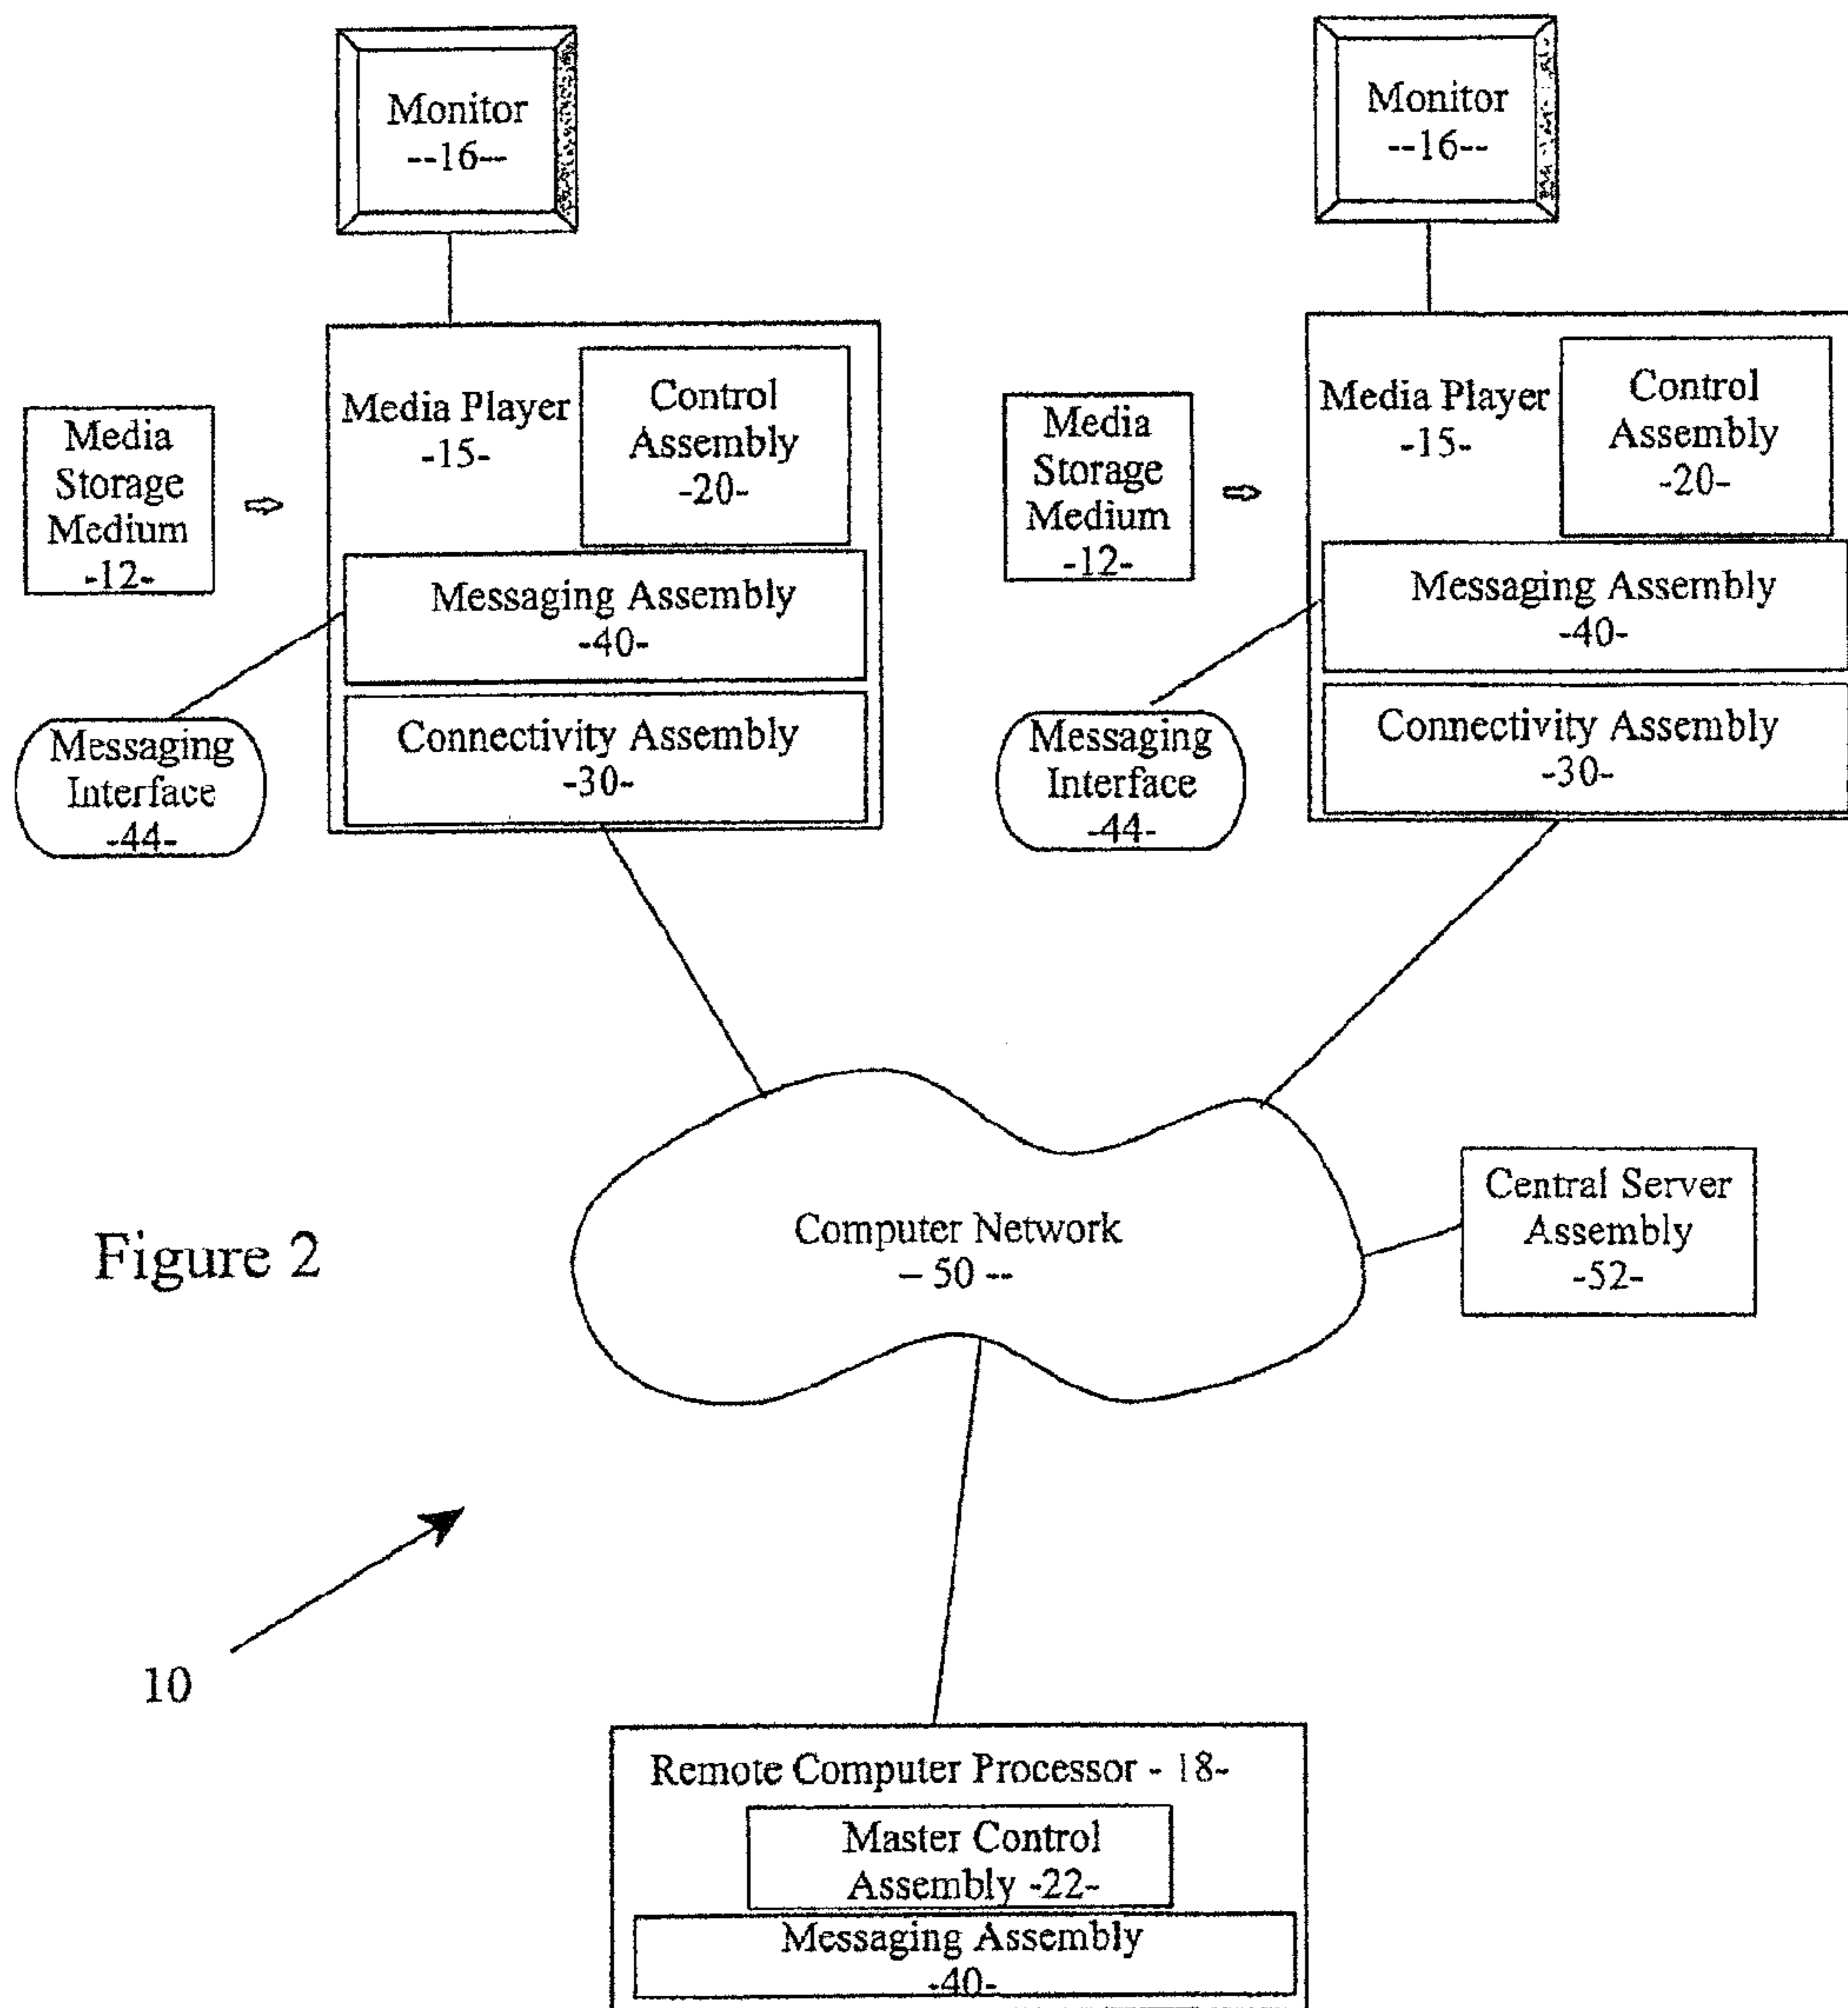 Monitor
--16--
Monitor
--16--
Media Player
-15-
Control
Assembly
-20-
Media
Storage
Medium
-12-
Messaging Assembly
-40-
Connectivity Assembly
-30-
Messaging
Interface
-44-
Media Player
-15-
Control
Assembly
-20-
Media
Storage
Medium
-12-
Messaging Assembly
-40-
Connectivity Assembly
-30-
Messaging
Interface
-44-
Computer Network
– 50 --
Central Server
Assembly
-52-
Figure 2
10
Remote Computer Processor - 18-
Master Control
Assembly -22-
Messaging Assembly
-40-